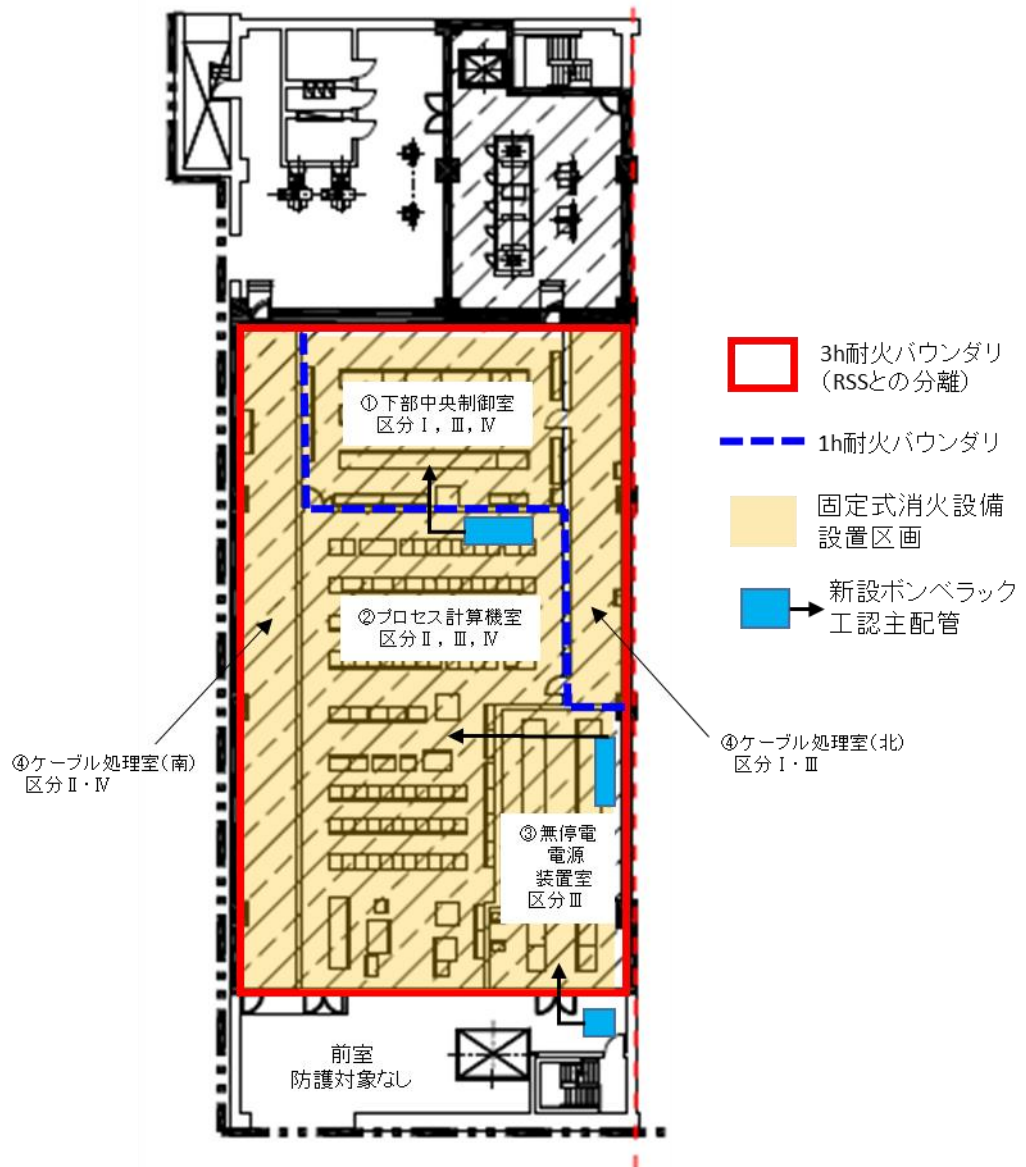 ①下部中央制御室
区分Ⅰ，Ⅲ，Ⅳ
②プロセス計算機室
区分Ⅱ，Ⅲ，Ⅳ
③無停電
電源
装置室
区分Ⅲ
④ケーブル処理室(南)
区分Ⅱ・Ⅳ
④ケーブル処理室(北)
区分Ⅰ・Ⅲ
前室
防護対象なし
3h耐火バウンダリ
(RSSとの分離)
1h耐火バウンダリ
固定式消火設備
設置区画
新設ボンベラック
工認主配管